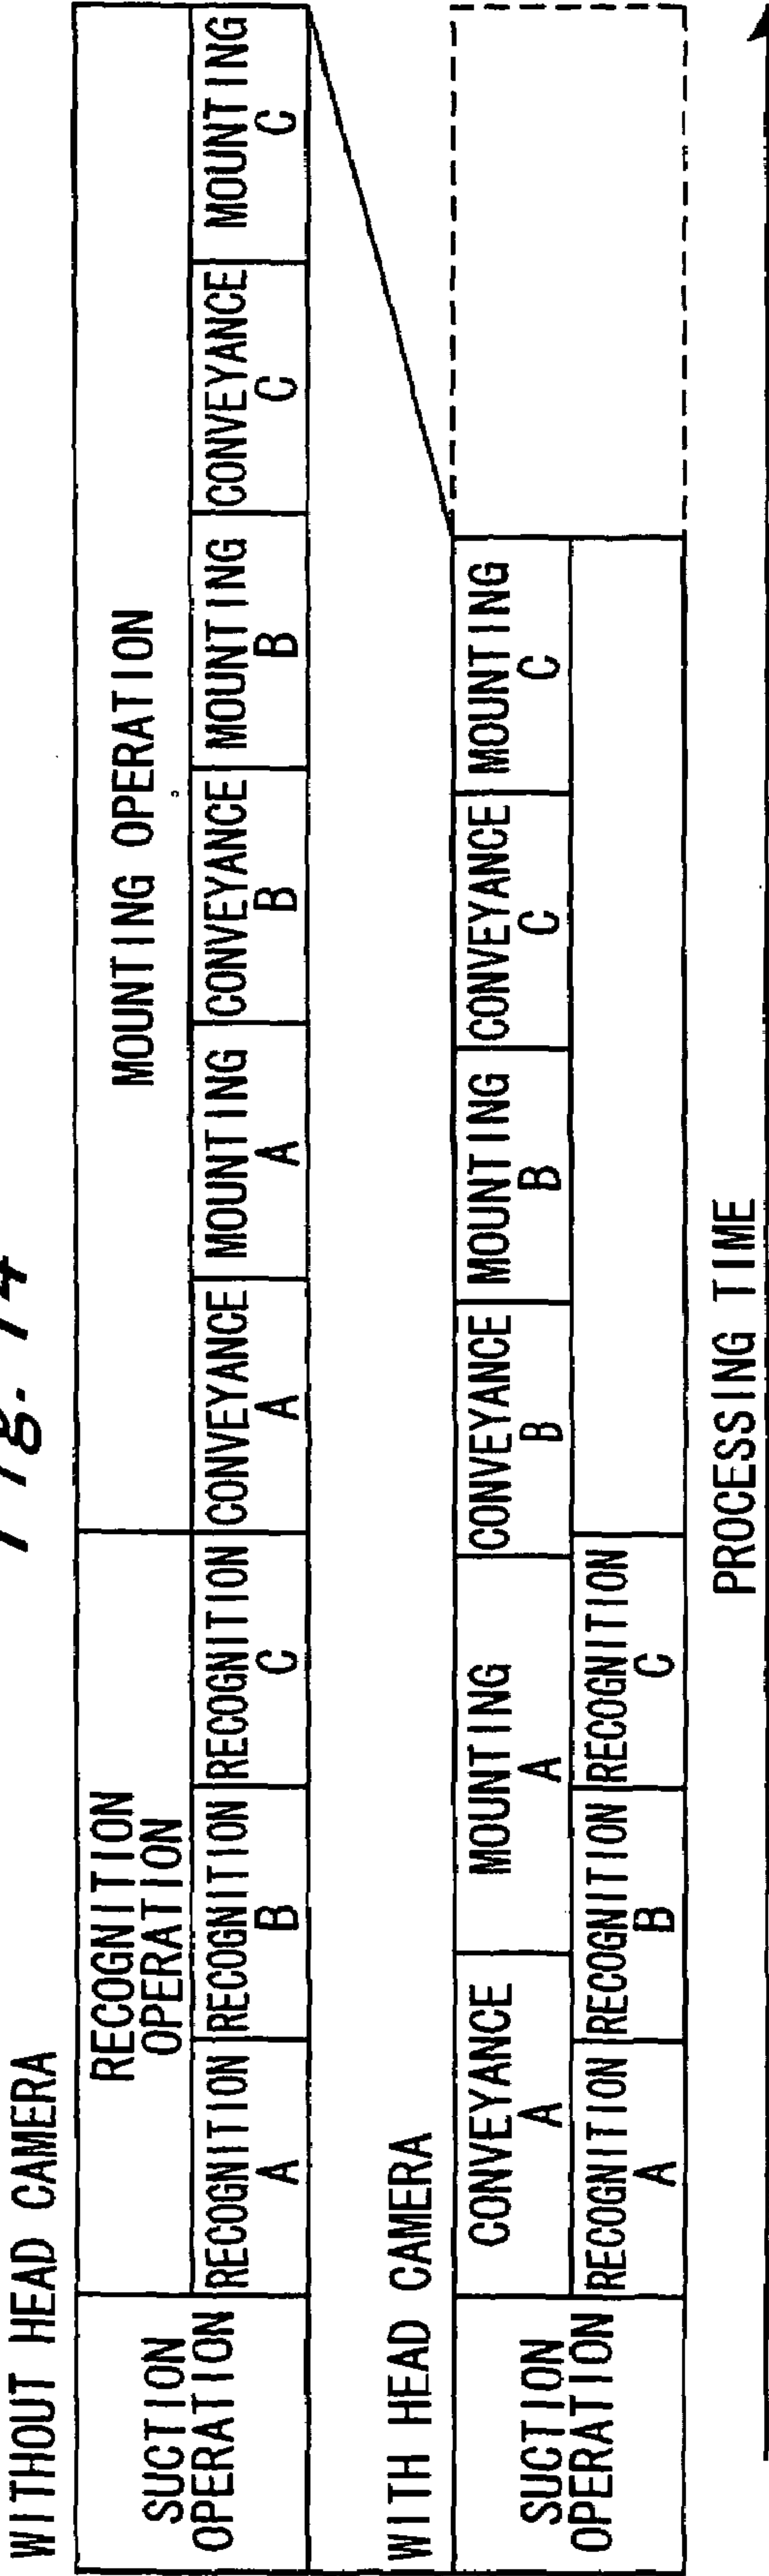 Fig. 14
WITHOUT HEAD CAMERA
SUCTION
OPERATION
RECOGNITION
OPERATION
MOUNTING OPERATION
RECOGNITION
A
RECOGNITION
B
RECOGNITION
C
CONVEYANCE
A
MOUNTING
A
CONVEYANCE
B
MOUNTING
B
CONVEYANCE
C
MOUNTING
C
WITH HEAD CAMERA
SUCTION
OPERATION
CONVEYANCE
A
MOUNTING
A
CONVEYANCE
B
MOUNTING
B
CONVEYANCE
C
MOUNTING
C
RECOGNITION
A
RECOGNITION
B
RECOGNITION
C
PROCESSING TIME